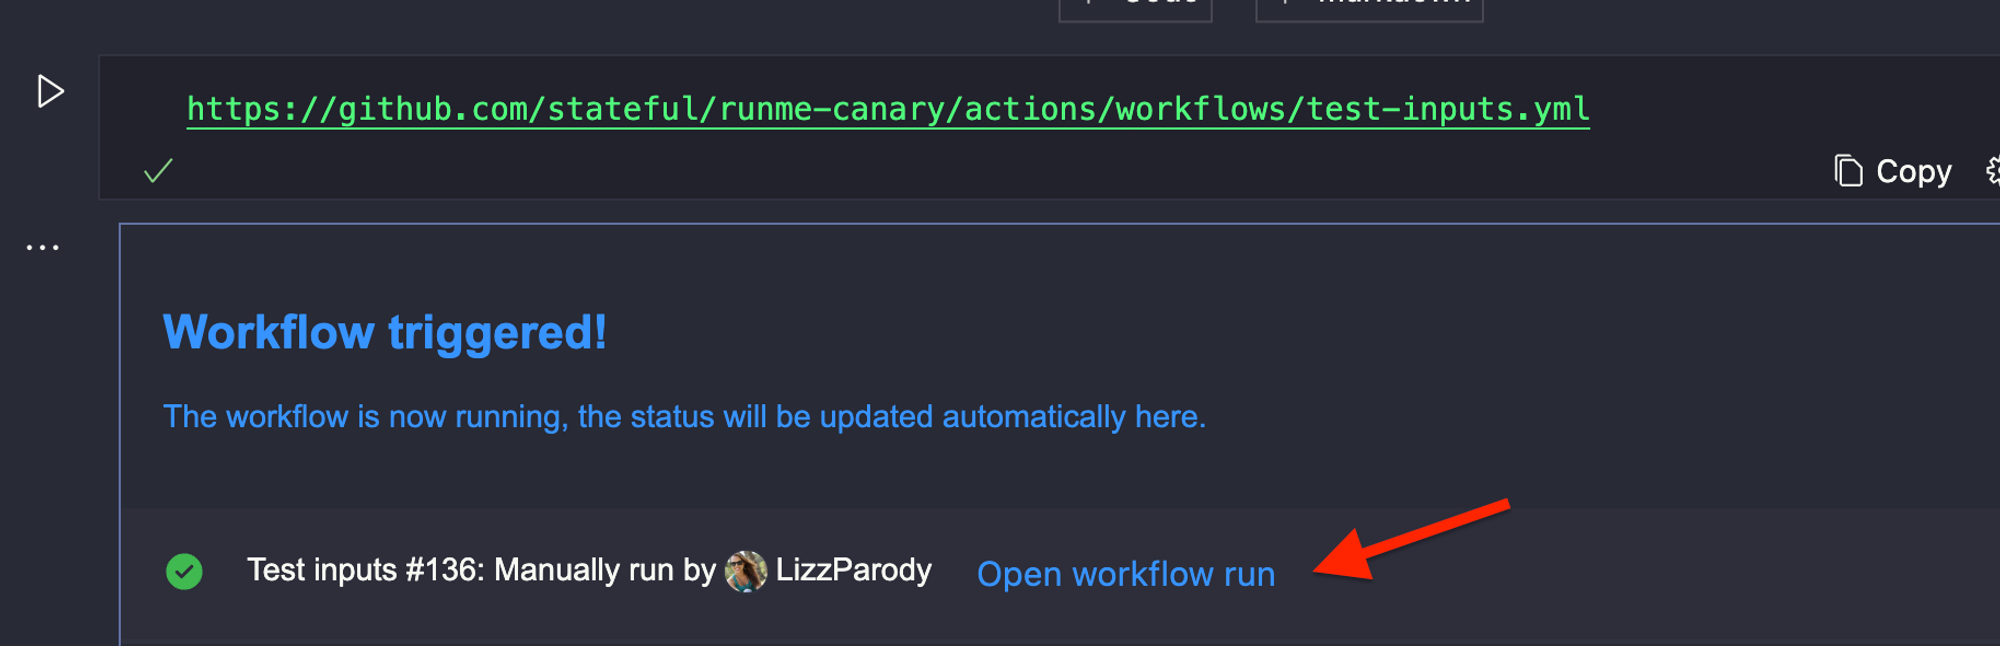 https://github.com/stateful/runme-canary/actions/workflows/test-inputs.yml
Copy
Workflow triggered!
The workflow is now running, the status will be updated automatically here.
Test inputs #136: Manually run by LizzParody Open workflow run